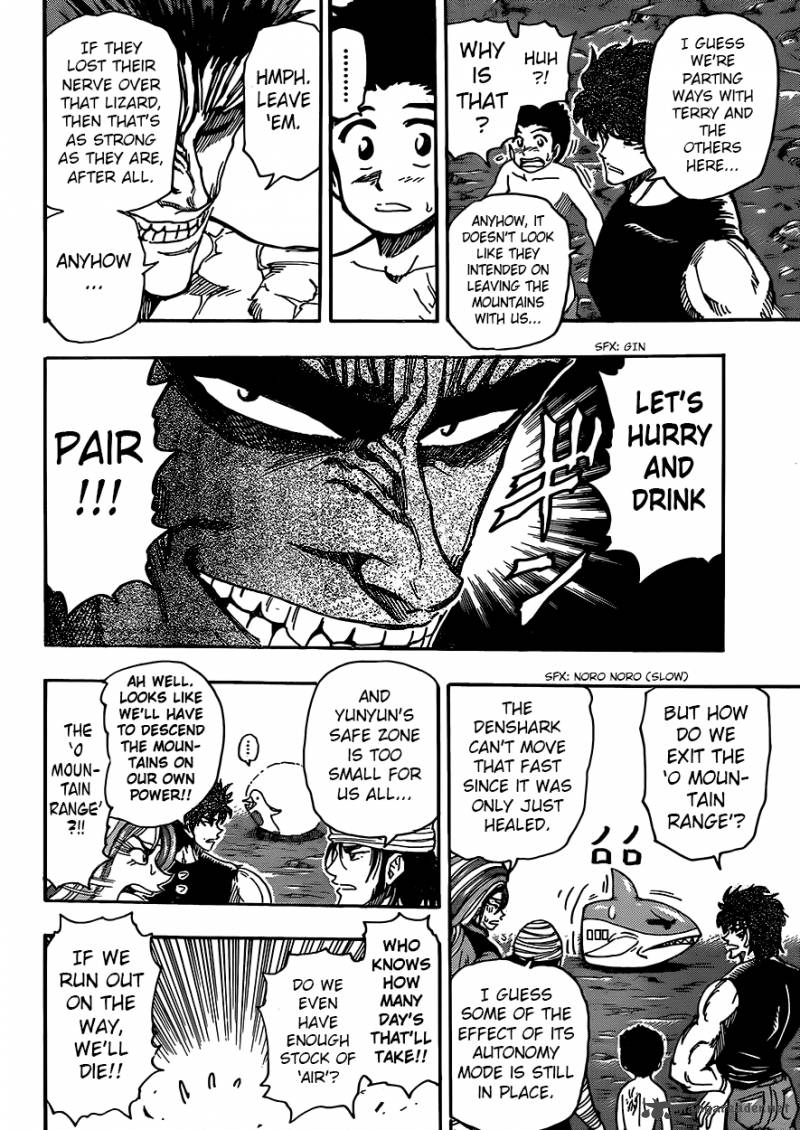 I GUESS
WE'RE
PARTING
WAYS WITH
TERRY AND
THE
OTHERS
HERE...
HUH
?!
WHY
IS
THAT
?
ANYHOW, IT
DOESN'T LOOK
LIKE THEY
INTENDED ON
LEAVING THE
MOUNTAINS
WITH US...
........
HMPH.
LEAVE
'EM.
IF THEY
LOST THEIR
NERVE OVER
THAT LIZARD,
THEN THAT'S
AS STRONG
AS THEY ARE,
AFTER ALL.
ANYHOW
...
SFX: GIN
LET'S
HURRY
AND
DRINK
ギン
PAIR
!!!
SFX: NORO NORO (SLOW)
BUT HOW
DO WE
EXIT THE
'O MOUN-
TAIN
RANGE'?
THE
DENSHARK
CAN'T MOVE
THAT FAST
SINCE IT WAS
ONLY JUST
HEALED.
I GUESS
SOME OF THE
EFFECT OF ITS
AUTONOMY
MODE IS STILL
IN PLACE.
AND
YUNYUN'S
SAFE ZONE
IS TOO
SMALL FOR
US ALL...
....
AH WELL.
LOOKS LIKE
WE'LL HAVE
TO DESCEND
THE MOUN-
TAINS ON
OUR OWN
POWER!!
THE
'O
MOUN-
TAIN
RANGE'
?!!
WHO
KNOWS
HOW
MANY
DAY'S
THAT'LL
TAKE!!
DO WE
EVEN
HAVE
ENOUGH
STOCK OF
'AIR'?
IF WE
RUN OUT
ON THE
WAY,
WE'LL
DIE!!